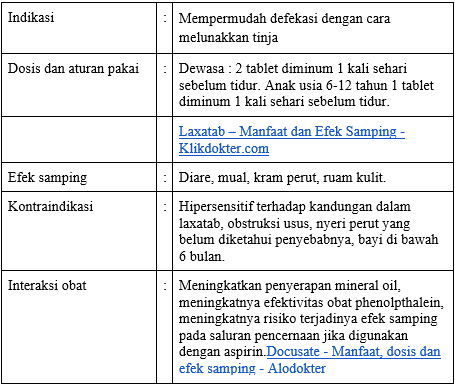 Indikasi : Mempermudah defekasi dengan cara
melunakkan tinja
Dosis dan aturan pakai : Dewasa : 2 tablet diminum 1 kali sehari
sebelum tidur. Anak usia 6-12 tahun 1 tablet
diminum 1 kali sehari sebelum tidur.
Laxatab – Manfaat dan Efek Samping -
Klikdokter.com
Efek samping : Diare, mual, kram perut, ruam kulit.
Kontraindikasi : Hipersensitif terhadap kandungan dalam
laxatab, obstruksi usus, nyeri perut yang
belum diketahui penyebabnya, bayi di bawah
6 bulan.
Interaksi obat : Meningkatkan penyerapan mineral oil,
meningkatnya efektivitas obat phenolpthalein,
meningkatnya risiko terjadinya efek samping
pada saluran pencernaan jika digunakan
dengan aspirin.Docusate - Manfaat, dosis dan
efek samping - Alodokter